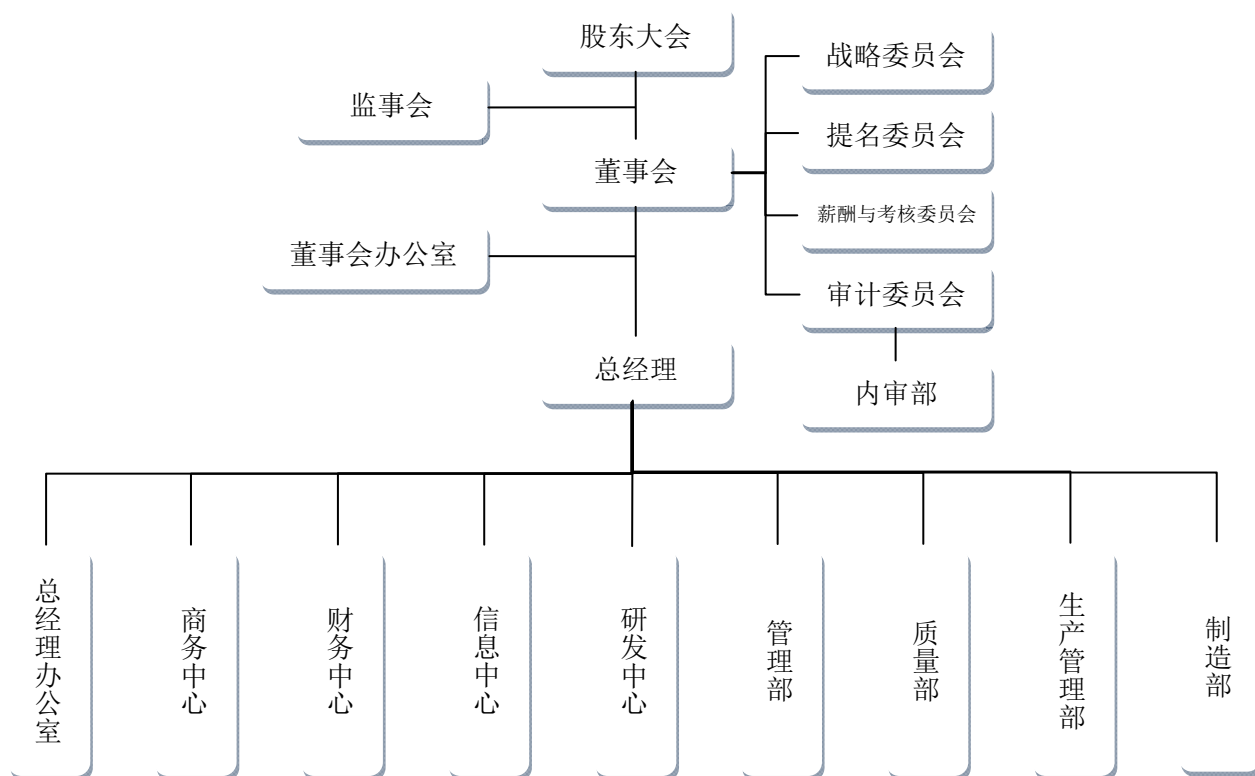 股东大会
战略委员会
监事会
提名委员会
董事会
薪酬与考核委员会
董事会办公室
审计委员会
总经理
内审部
总经理办公室
商务中心
财务中心
信息中心
研发中心
管理部
质量部
生产管理部
制造部